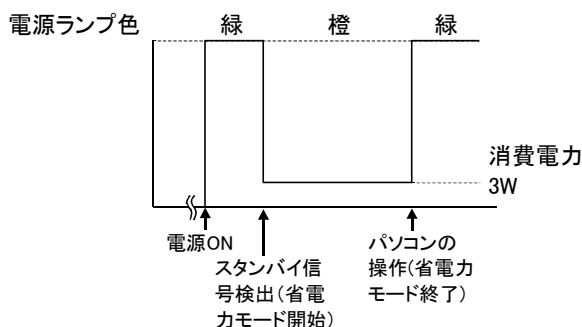 電源ランプ色
緑
橙
緑
消費電力
3W
電源ON
スタンバイ信
号検出(省電
力モード開始)
パソコンの
操作(省電力
モード終了)